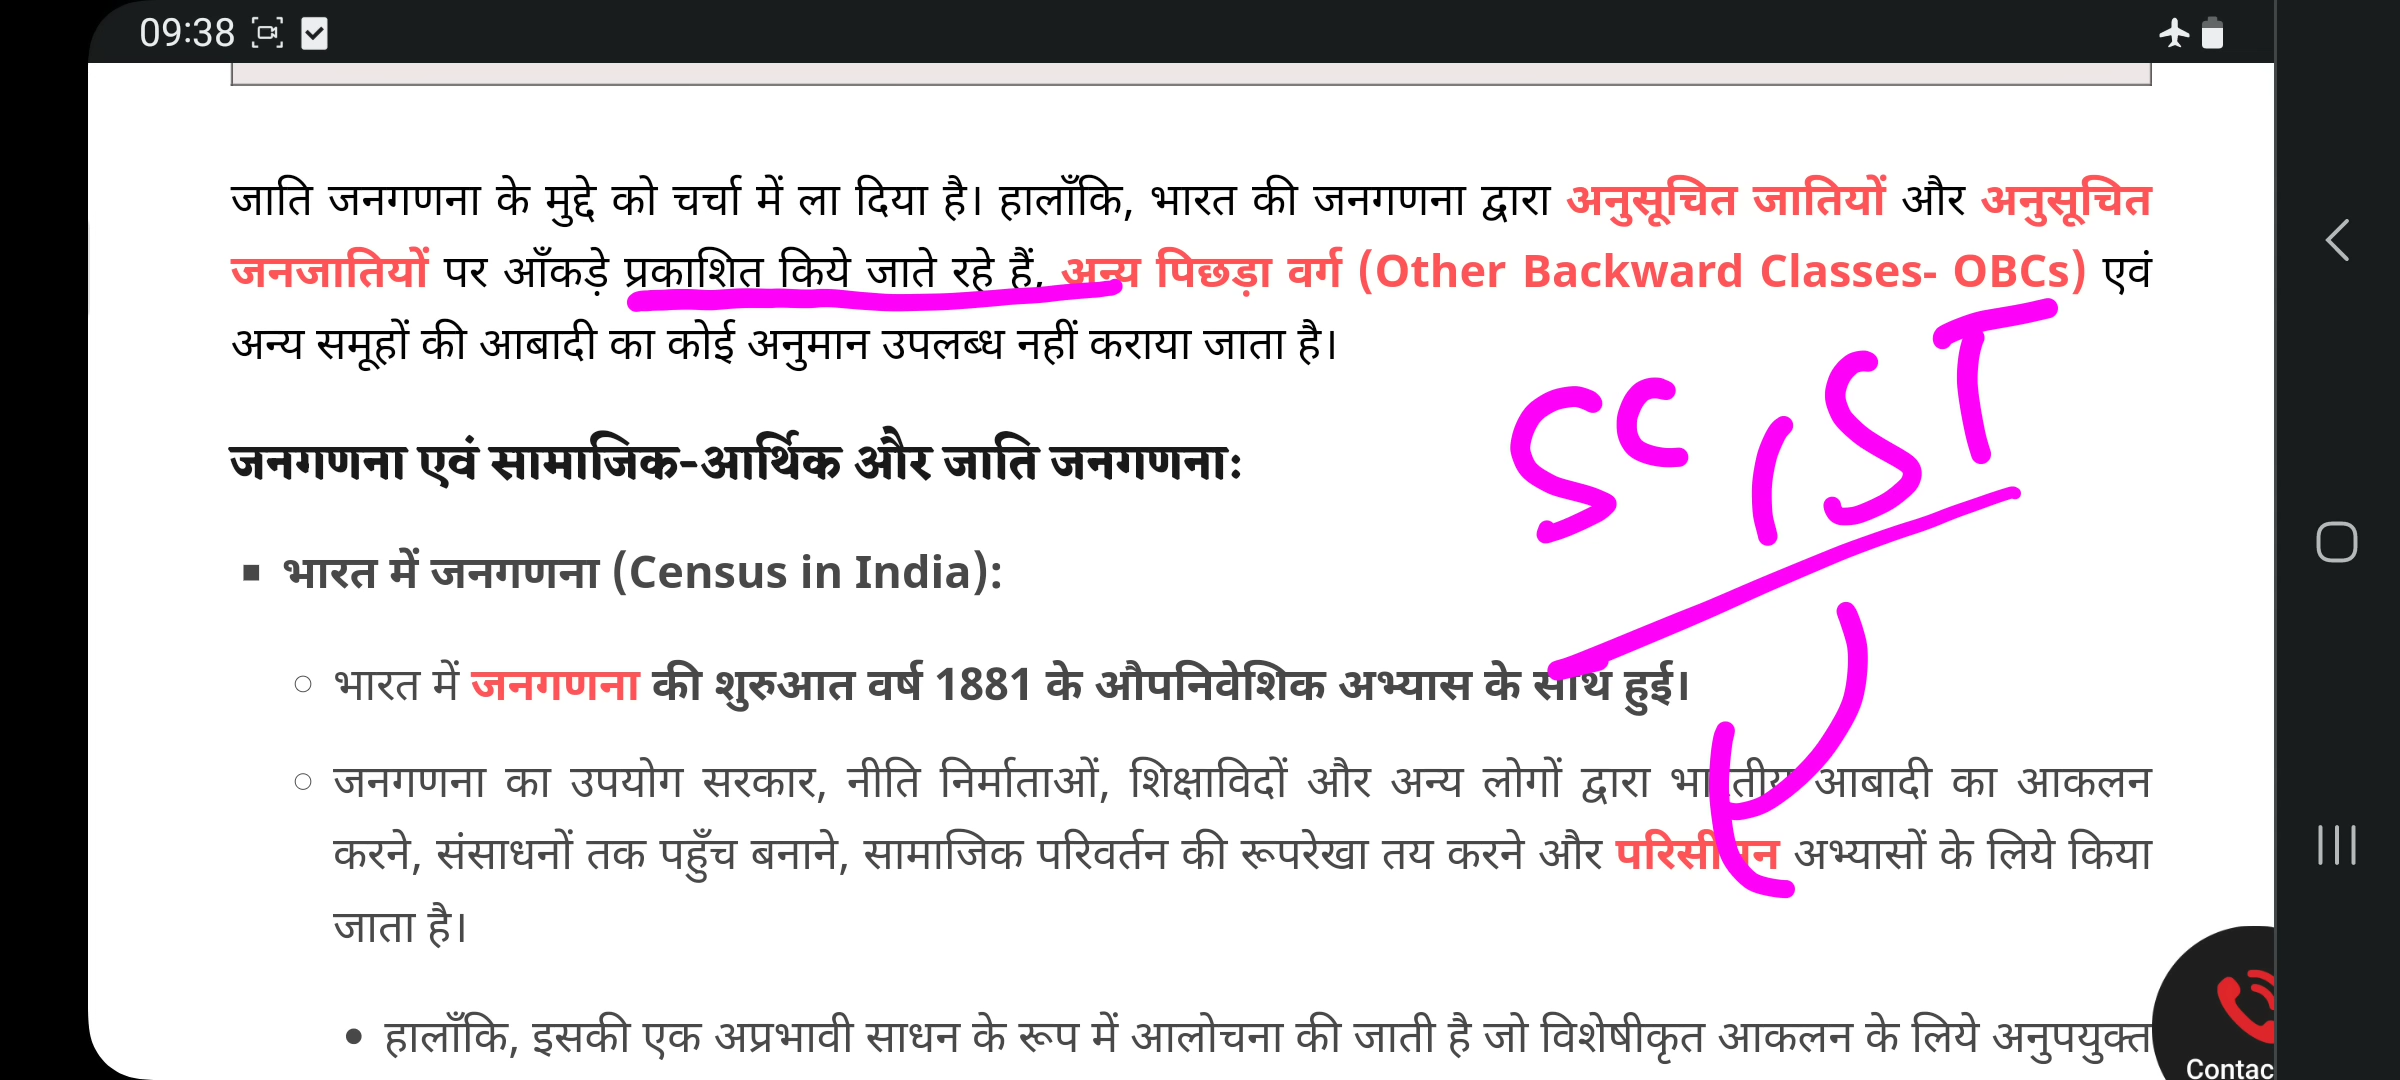 09:38
जाति जनगणना के मुद्दे को चर्चा में ला दिया है। हालाँकि, भारत की जनगणना द्वारा अनुसूचित जातियों और अनुसूचित
जनजातियों पर आँकड़े प्रकाशित किये जाते रहे हैं, अन्य पिछड़ा वर्ग (Other Backward Classes- OBCs) एवं
अन्य समूहों की आबादी का कोई अनुमान उपलब्ध नहीं कराया जाता है।
SC, ST
जनगणना एवं सामाजिक-आर्थिक और जाति जनगणना:
भारत में जनगणना (Census in India):
भारत में जनगणना की शुरुआत वर्ष 1881 के औपनिवेशिक अभ्यास के साथ हुई।
जनगणना का उपयोग सरकार, नीति निर्माताओं, शिक्षाविदों और अन्य लोगों द्वारा भारतीय आबादी का आकलन
करने, संसाधनों तक पहुँच बनाने, सामाजिक परिवर्तन की रूपरेखा तय करने और परिसीमन अभ्यासों के लिये किया
जाता है।
हालाँकि, इसकी एक अप्रभावी साधन के रूप में आलोचना की जाती है जो विशेषीकृत आकलन के लिये अनुपयुक्त
Contac